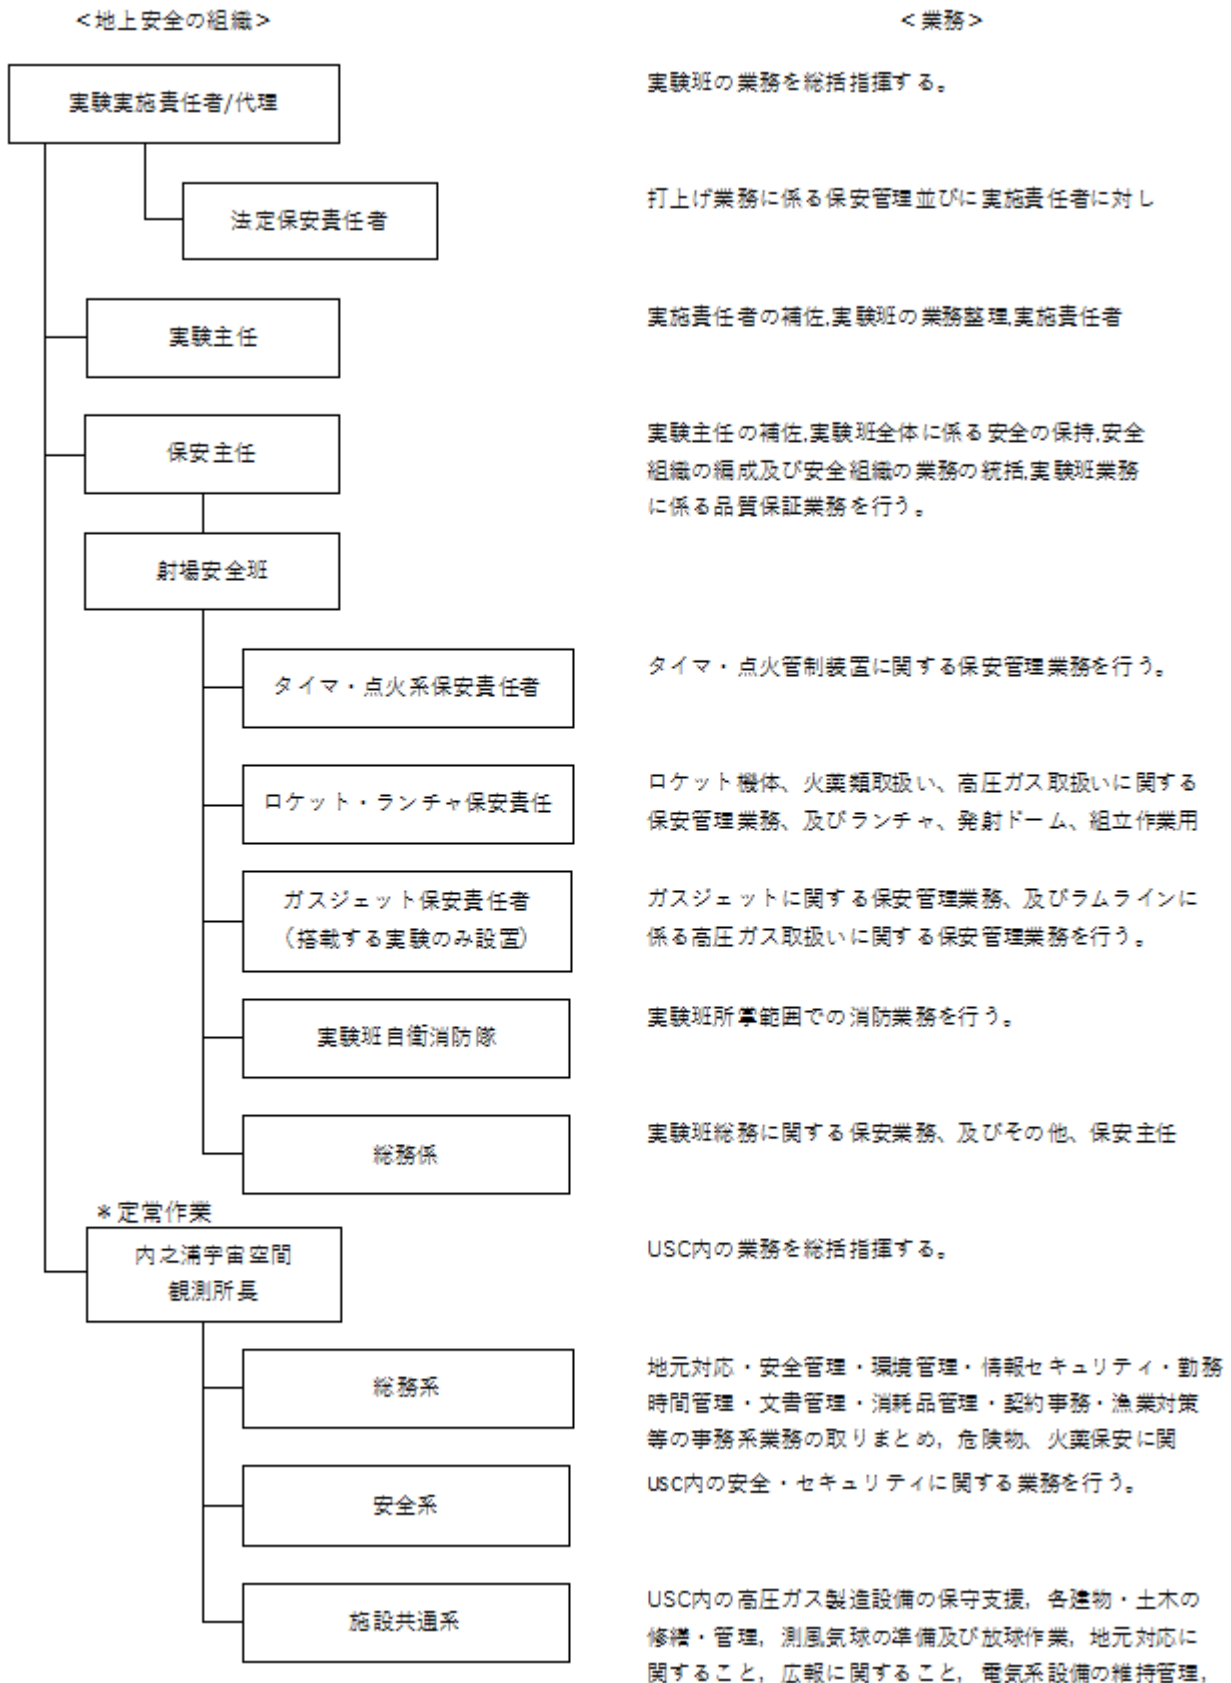 ＜地上安全の組織＞
＜業務＞
実験実施責任者/代理
実験班の業務を総括指揮する。
法定保安責任者
打上げ業務に係る保安管理並びに実施責任者に対し
実験主任
実施責任者の補佐,実験班の業務整理,実施責任者
保安主任
実験主任の補佐,実験班全体に係る安全の保持,安全
組織の編成及び安全組織の業務の統括,実験班業務
に係る品質保証業務を行う。
射場安全班
タイマ・点火系保安責任者
タイマ・点火管制装置に関する保安管理業務を行う。
ロケット・ランチャ保安責任
ロケット機体、火薬類取扱い、高圧ガス取扱いに関する
保安管理業務、及びランチャ、発射ドーム、組立作業用
ガスジェット保安責任者
（搭載する実験のみ設置）
ガスジェットに関する保安管理業務、及びラムラインに
係る高圧ガス取扱いに関する保安管理業務を行う。
実験班自衛消防隊
実験班所掌範囲での消防業務を行う。
総務係
実験班総務に関する保安業務、及びその他、保安主任
＊定常作業
内之浦宇宙空間
観測所長
USC内の業務を総括指揮する。
総務系
地元対応・安全管理・環境管理・情報セキュリティ・勤務
時間管理・文書管理・消耗品管理・契約事務・漁業対策
等の事務系業務の取りまとめ，危険物、火薬保安に関
安全系
USC内の安全・セキュリティに関する業務を行う。
施設共通系
USC内の高圧ガス製造設備の保守支援，各建物・土木の
修繕・管理，測風気球の準備及び放球作業，地元対応に
関すること，広報に関すること，電気系設備の維持管理，